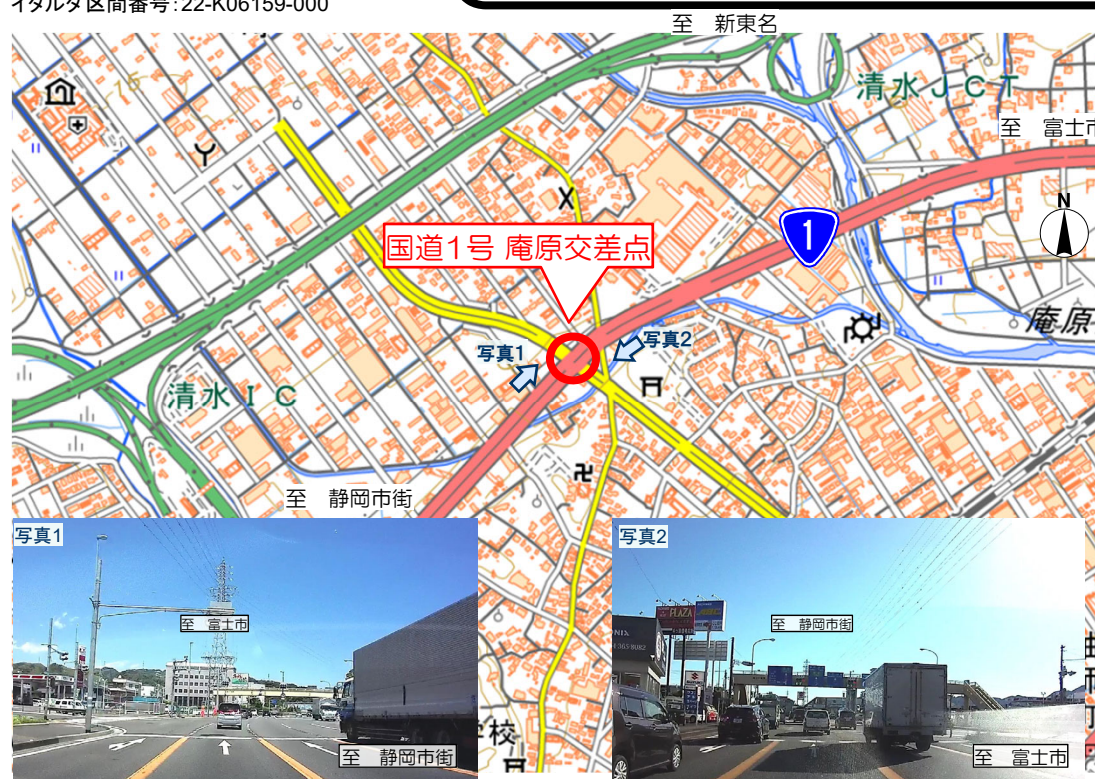 イタルダ区間番号:22-K06159-000
至 新東名
清水JCT
至 富士市
N
1
国道1号 庵原交差点
庵原
写真1
写真2
清水IC
至 静岡市街
写真1
至 富士市
至 静岡市街
校
写真2
PLAZA
至 静岡市街
至 富士市